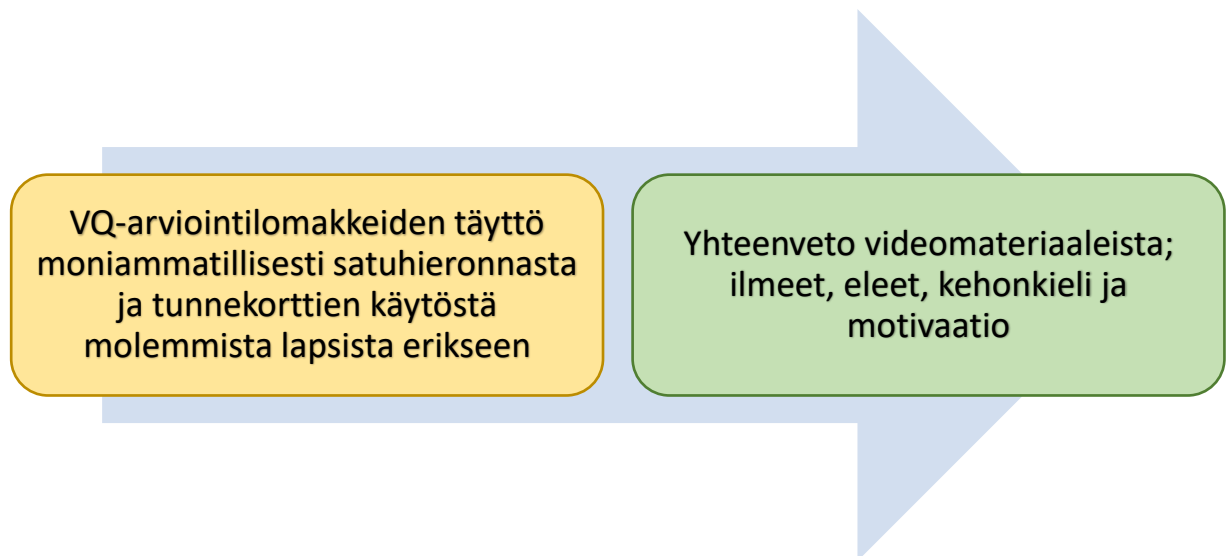 VQ-arviointilomakkeiden täyttö
moniammatillisesti satuhieronnasta
ja tunnekorttien käytöstä
molemmista lapsista erikseen
Yhteenveto videomateriaaleista;
ilmeet, eleet, kehonkieli ja
motivaatio